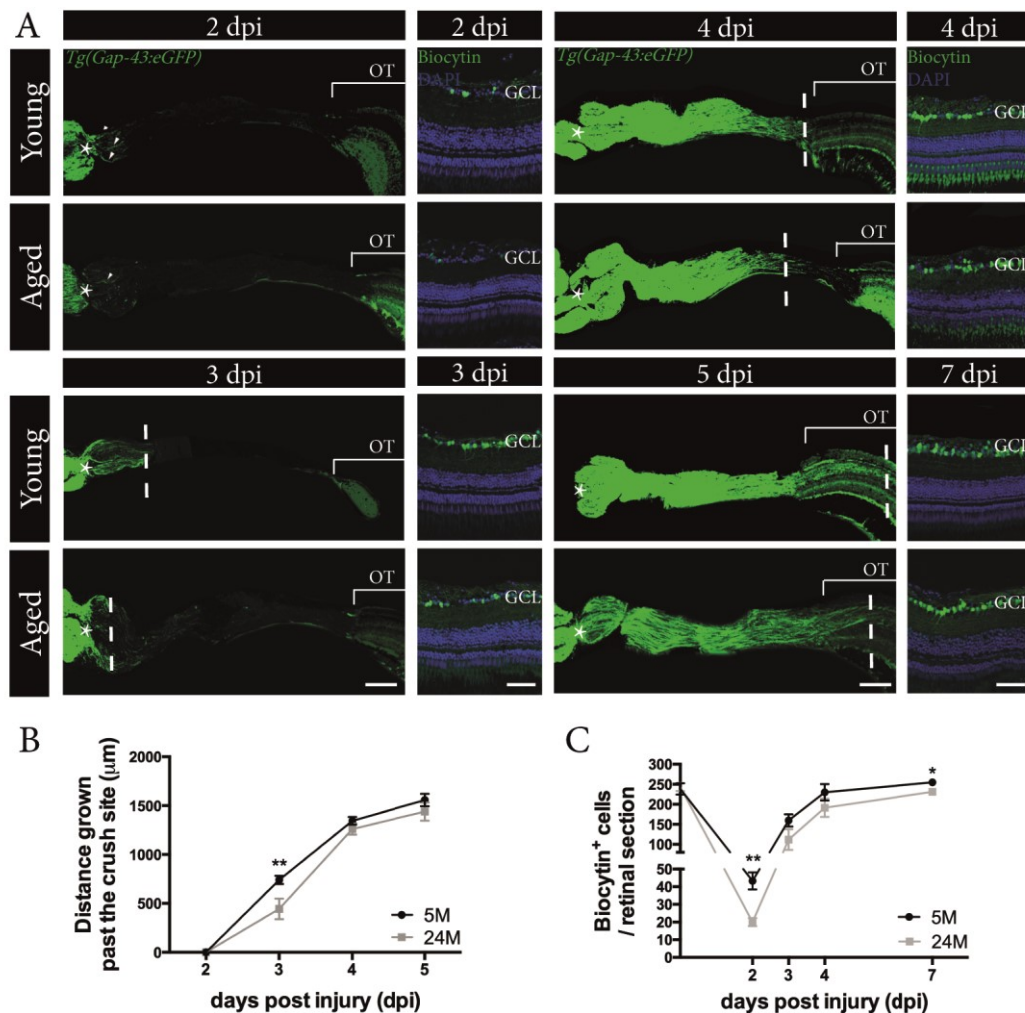 A
2 dpi
2 dpi
4 dpi
4 dpi
Young
Tg(Gap-43:eGFP)
OT
Biocytin
DAPI
GCL
Tg(Gap-43:eGFP)
OT
Biocytin
DAPI
GCL
Aged
OT
GCL
OT
GCL
3 dpi
3 dpi
5 dpi
7 dpi
Young
OT
GCL
OT
GCL
Aged
OT
GCL
OT
GCL
B
Distance grown
past the crush site (µm)
2000
1500
1000
500
0
**
5M
24M
2
3
4
5
days post injury (dpi)
C
Biocytin+ cells
/ retinal section
300
250
200
150
100
50
40
30
20
10
0
**
*
5M
24M
2
3
4
7
days post injury (dpi)